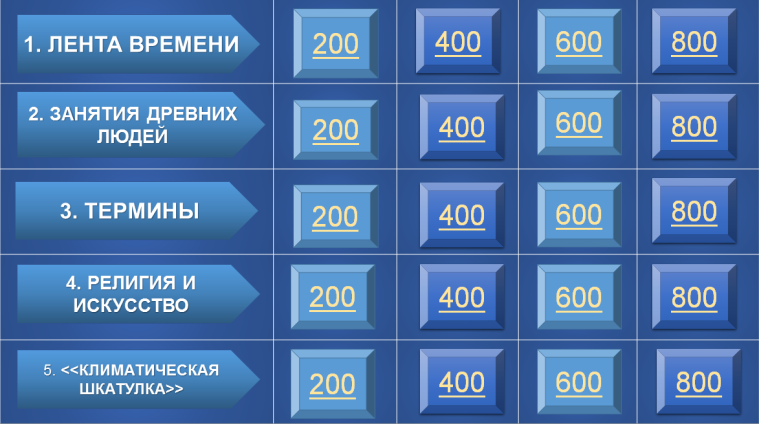 1. ЛЕНТА ВРЕМЕНИ
200
400
600
800
2. ЗАНЯТИЯ ДРЕВНИХ
ЛЮДЕЙ
200
400
600
800
3. ТЕРМИНЫ
200
400
600
800
4. РЕЛИГИЯ И
ИСКУССТВО
200
400
600
800
5. <<КЛИМАТИЧЕСКАЯ
ШКАТУЛКА>>
200
400
600
800